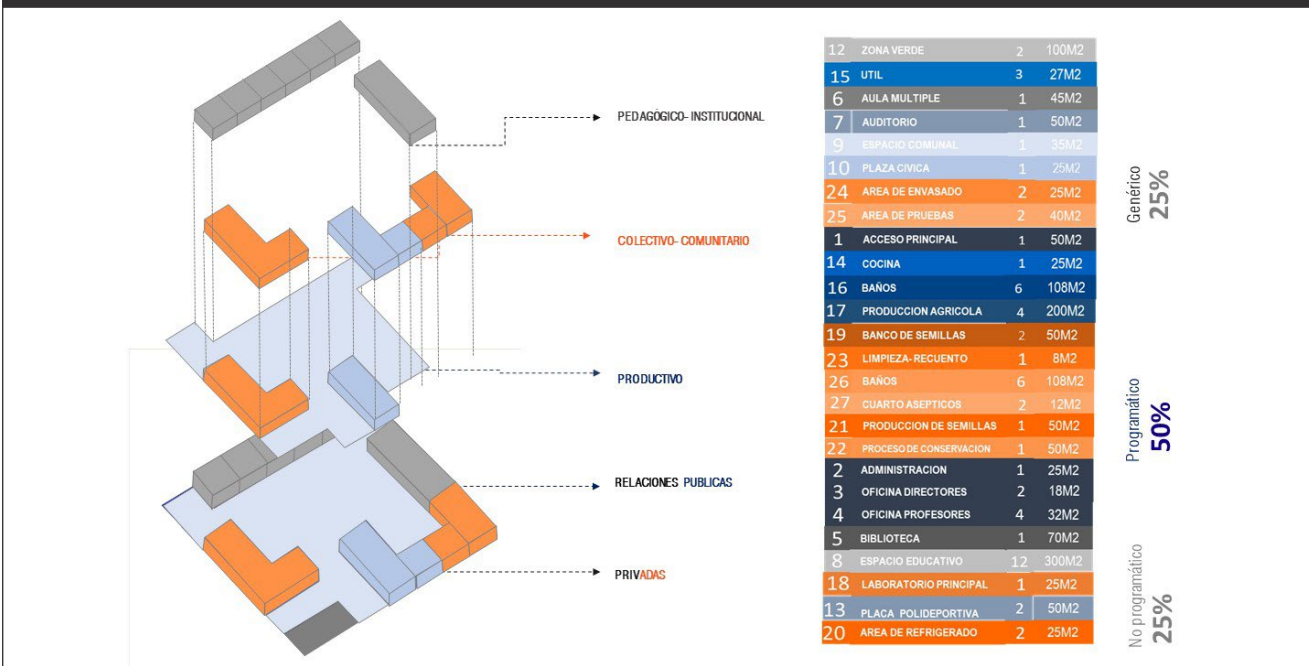 PEDAGÒGICO- INSTITUCIONAL
COLECTIVO- COMUNITARIO
PRODUCTIVO
RELACIONES PUBLICAS
PRIVADAS
12 ZONA VERDE 2 100M2
15 UTIL 3 27M2
6 AULA MULTIPLE 1 45M2
7 AUDITORIO 1 50M2
9 ESPACIO COMUNAL 1 35M2
10 PLAZA CIVICA 1 25M2
24 AREA DE ENVASADO 2 25M2
25 AREA DE PRUEBAS 2 40M2
1 ACCESO PRINCIPAL 1 50M2
14 COCINA 1 25M2
16 BAÑOS 6 108M2
17 PRODUCCION AGRICOLA 4 200M2
19 BANCO DE SEMILLAS 2 50M2
23 LIMPIEZA- RECUENTO 1 8M2
26 BAÑOS 6 108M2
27 CUARTO ASEPTICOS 2 12M2
21 PRODUCCION DE SEMILLAS 1 50M2
22 PROCESO DE CONSERVACION 1 50M2
2 ADMINISTRACION 1 25M2
3 OFICINA DIRECTORES 2 18M2
4 OFICINA PROFESORES 4 32M2
5 BIBLIOTECA 1 70M2
8 ESPACIO EDUCATIVO 12 300M2
18 LABORATORIO PRINCIPAL 1 25M2
13 PLACA POLIDEPORTIVA 2 50M2
20 AREA DE REFRIGERADO 2 25M2
Genérico
25%
Programático
50%
No programático
25%